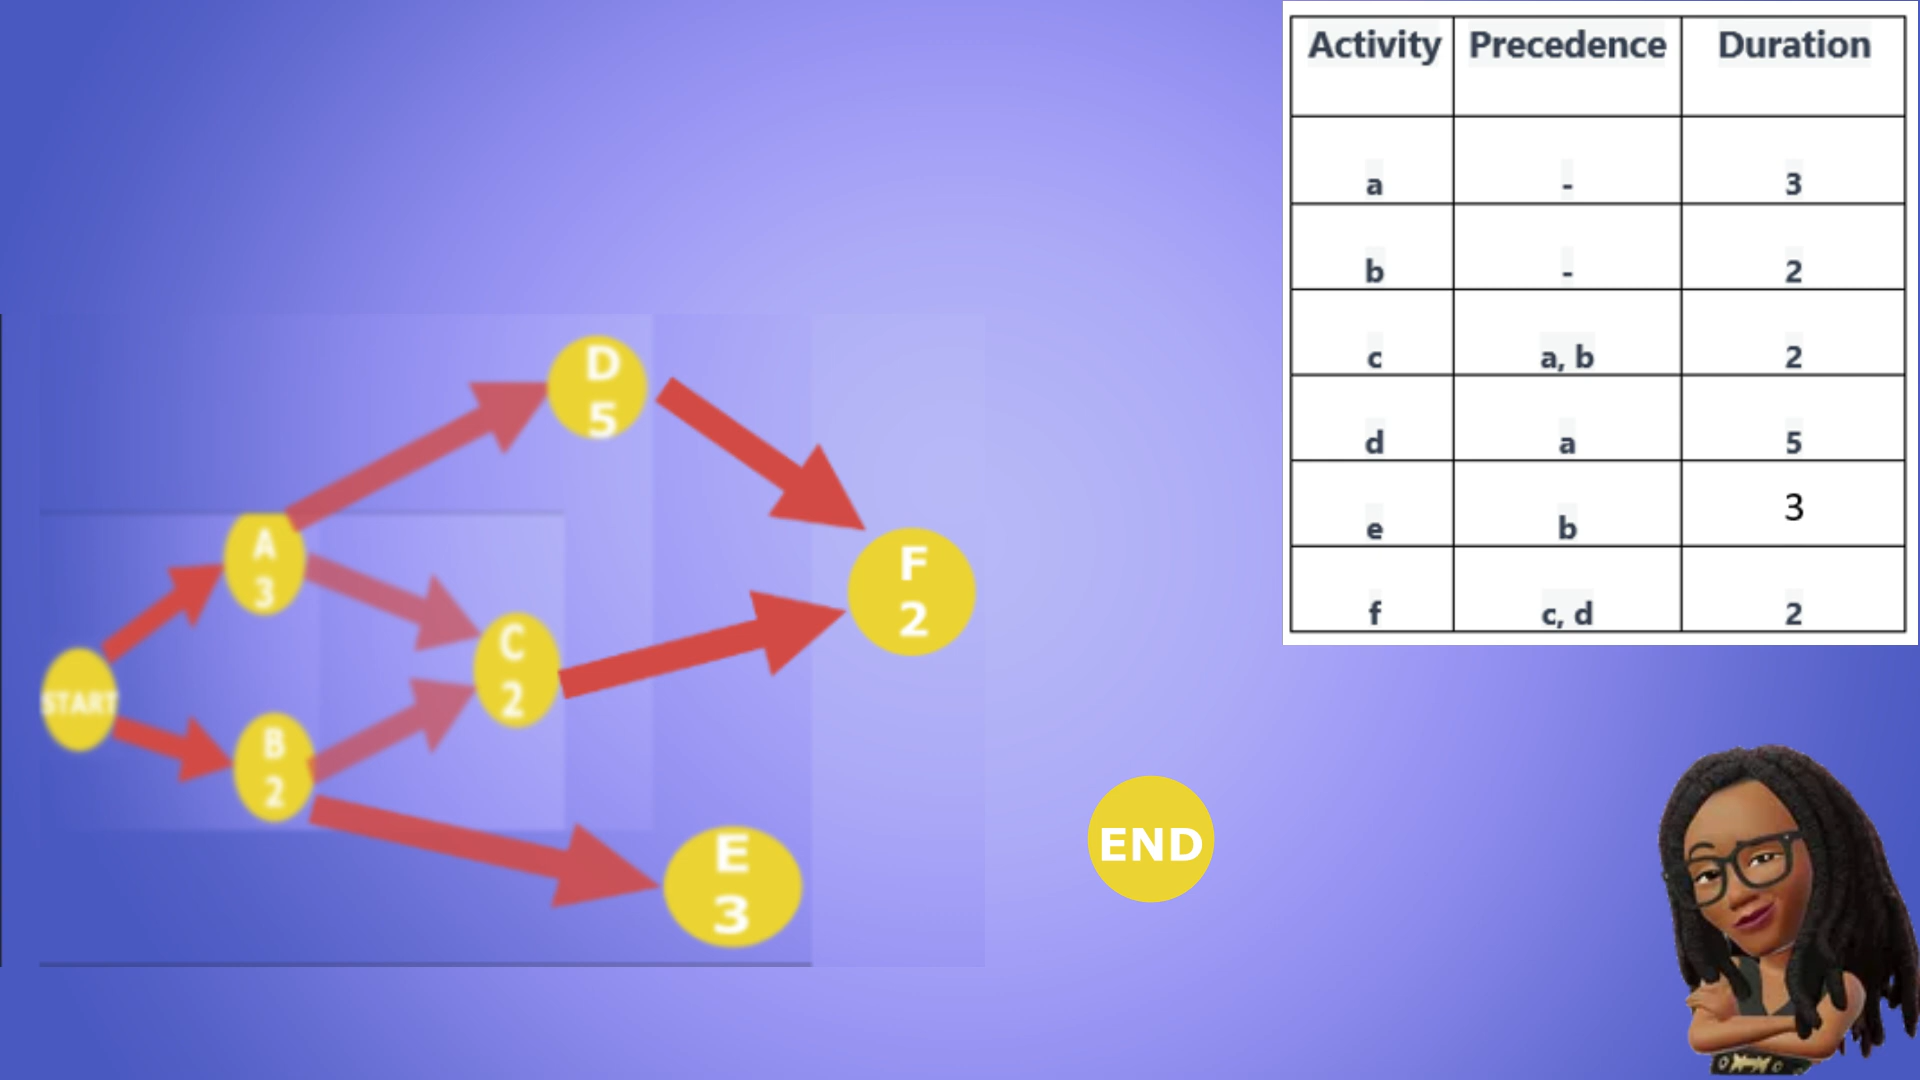 Activity Precedence Duration
a - 3
b - 2
c a, b 2
d a 5
e b 3
f c, d 2
D
5
A
3
F
2
C
2
START
B
2
E
3
END